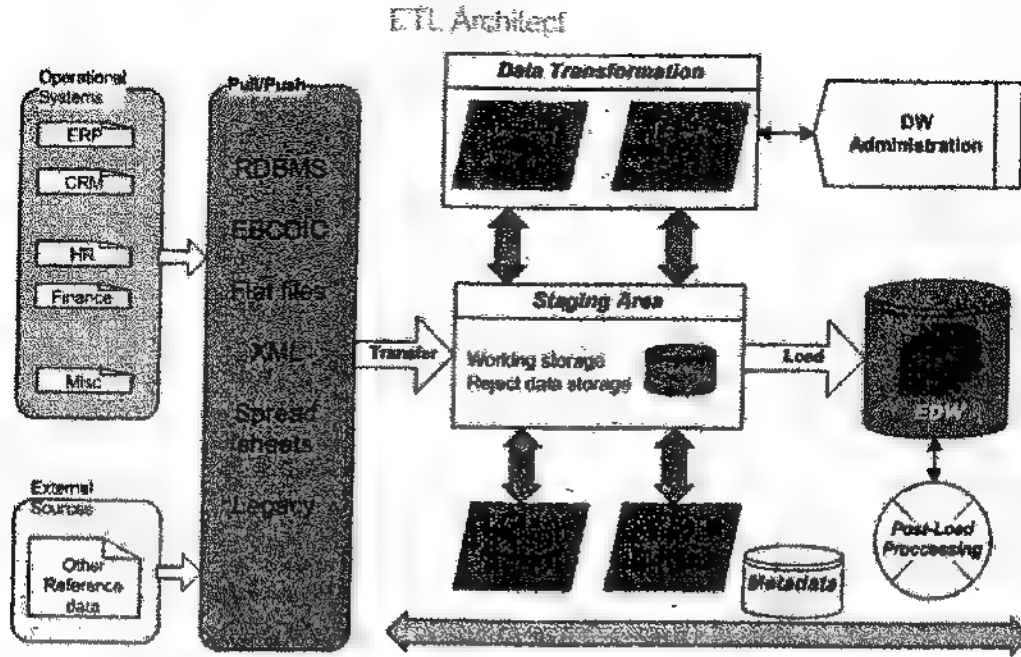 ETL Architect
Operational
Systems
ERP
CRM
HR
Finance
Misc
External
Sources
Other
Reference
data
Pull/Push
RDBMS
EBCDIC
Flat files
XML
Spread
sheets
Legacy
Transfer
Data Transformation
DW
Administration
Staging Area
Working storage
Reject data storage
Load
EDW
Post-Load
Proccessing
Metadata